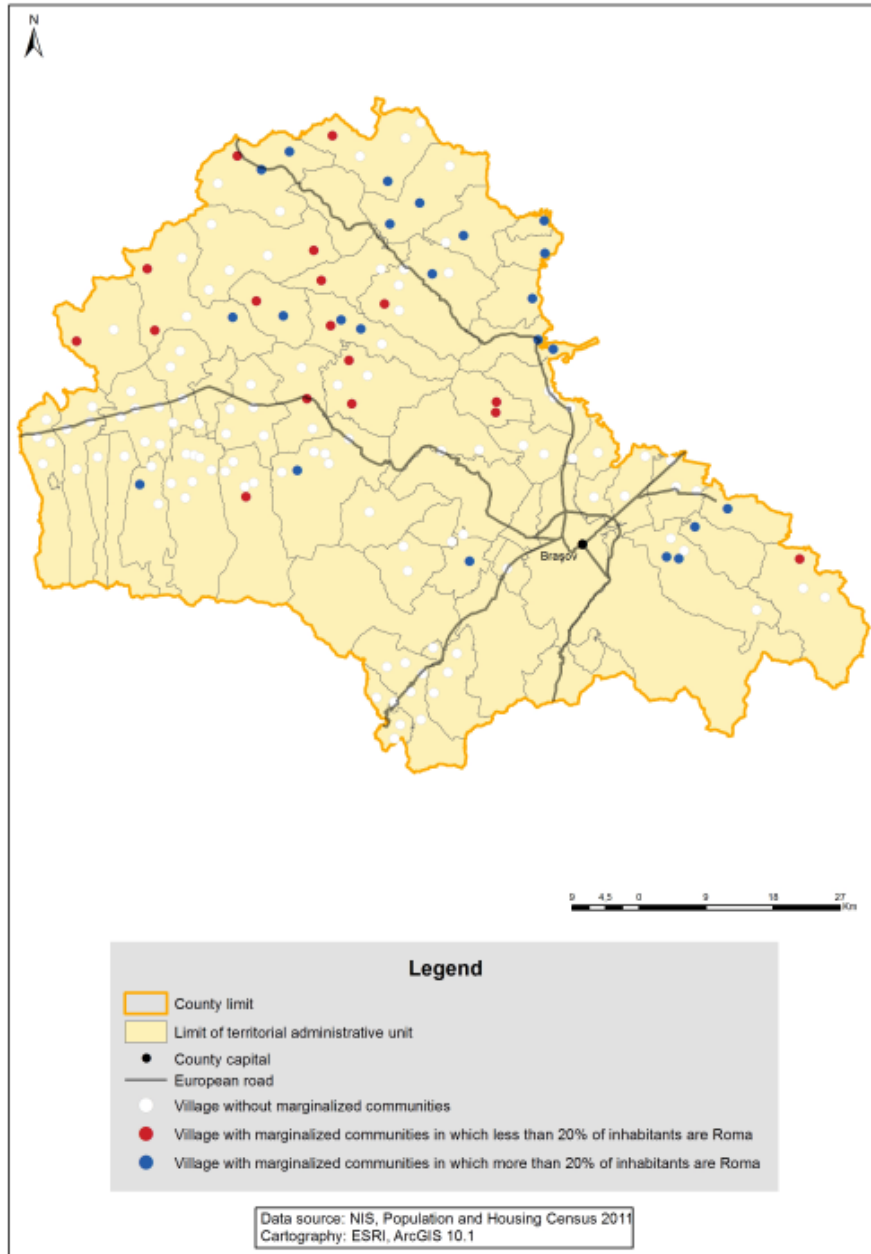 N
Brașov
9 4,5 0 9 18 27
Km
Legend
County limit
Limit of territorial administrative unit
County capital
European road
Village without marginalized communities
Village with marginalized communities in which less than 20% of inhabitants are Roma
Village with marginalized communities in which more than 20% of inhabitants are Roma
Data source: NIS, Population and Housing Census 2011
Cartography: ESRI, ArcGIS 10.1